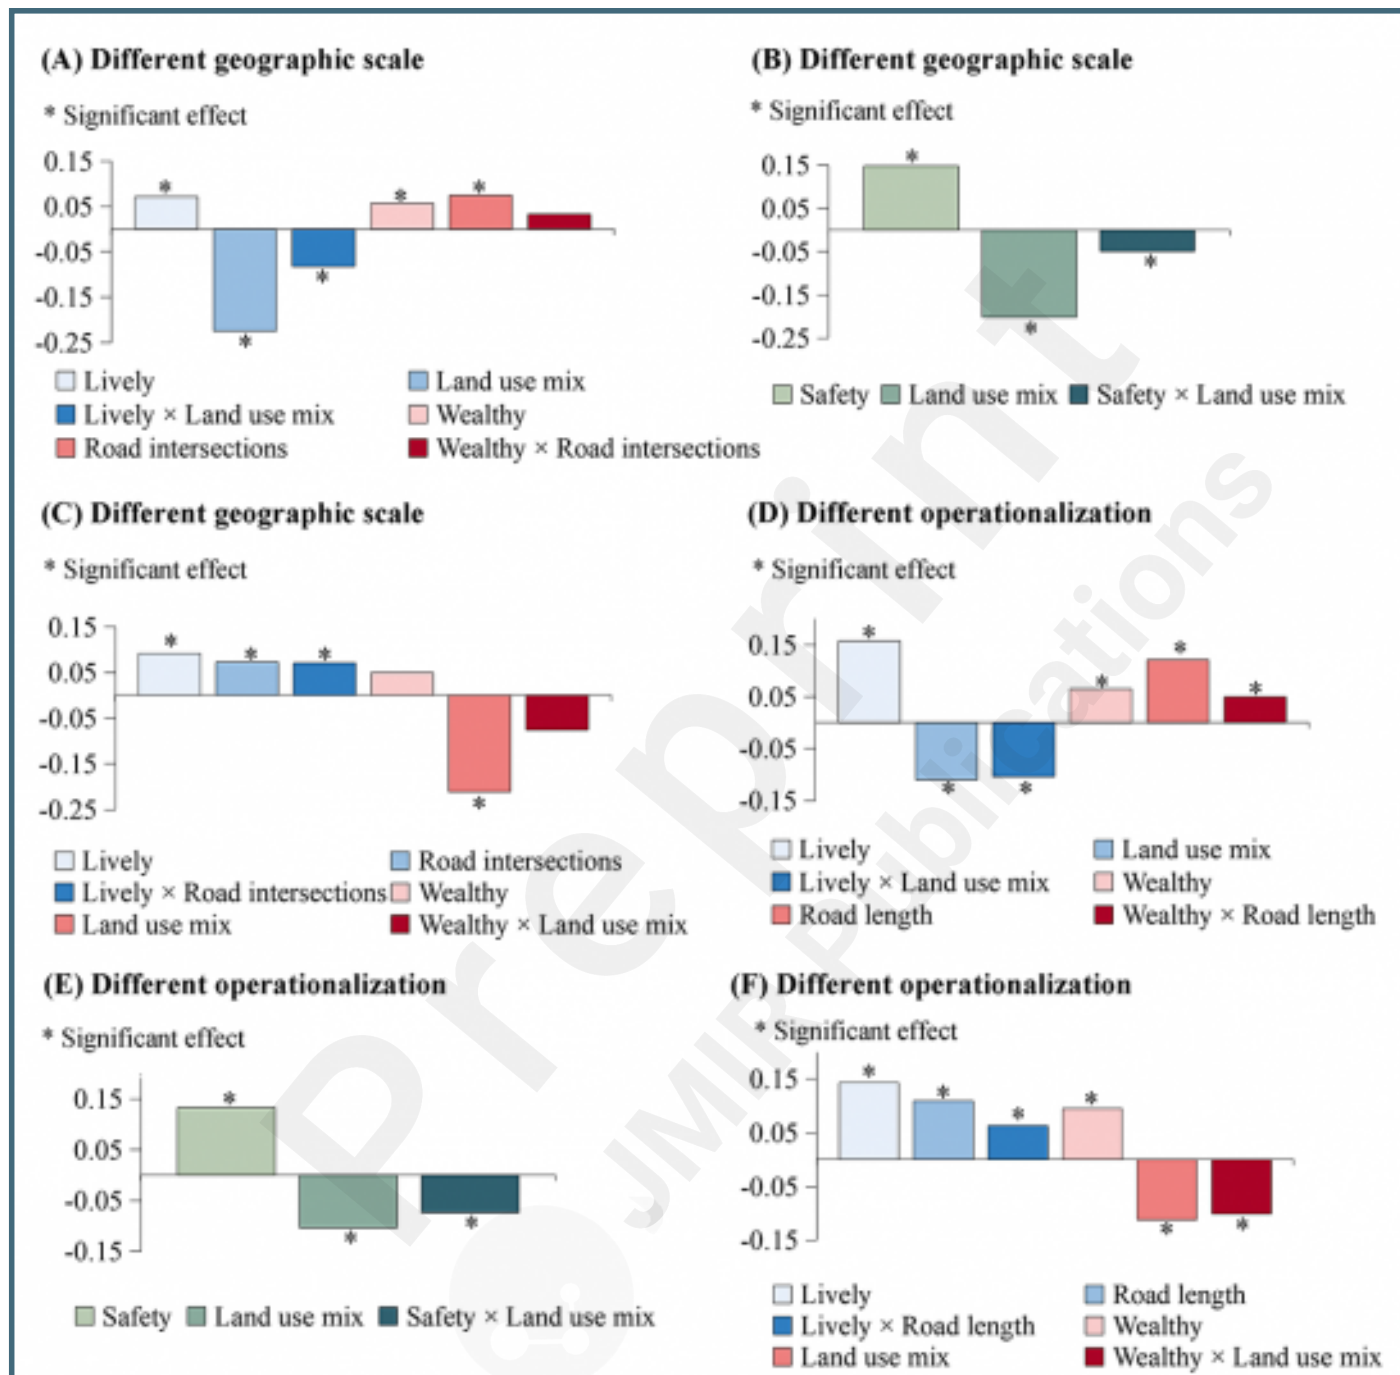 (A) Different geographic scale
* Significant effect
0.15
0.05
-0.05
-0.15
-0.25
* * * * *
Lively
Land use mix
Lively × Land use mix
Wealthy
Road intersections
Wealthy × Road intersections
(B) Different geographic scale
* Significant effect
0.15
0.05
-0.05
-0.15
-0.25
* * *
Safety Land use mix Safety × Land use mix
(C) Different geographic scale
* Significant effect
0.15
0.05
-0.05
-0.15
-0.25
* * * *
Lively
Road intersections
Lively × Road intersections
Wealthy
Land use mix
Wealthy × Land use mix
(D) Different operationalization
* Significant effect
0.15
0.05
-0.05
-0.15
* * * * * *
Lively
Land use mix
Lively × Land use mix
Wealthy
Road length
Wealthy × Road length
(E) Different operationalization
* Significant effect
0.15
0.05
-0.05
-0.15
* * *
Safety Land use mix Safety × Land use mix
(F) Different operationalization
* Significant effect
0.15
0.05
-0.05
-0.15
* * * * * *
Lively
Road length
Lively × Road length
Wealthy
Land use mix
Wealthy × Land use mix
Preprint
JMIR Publications